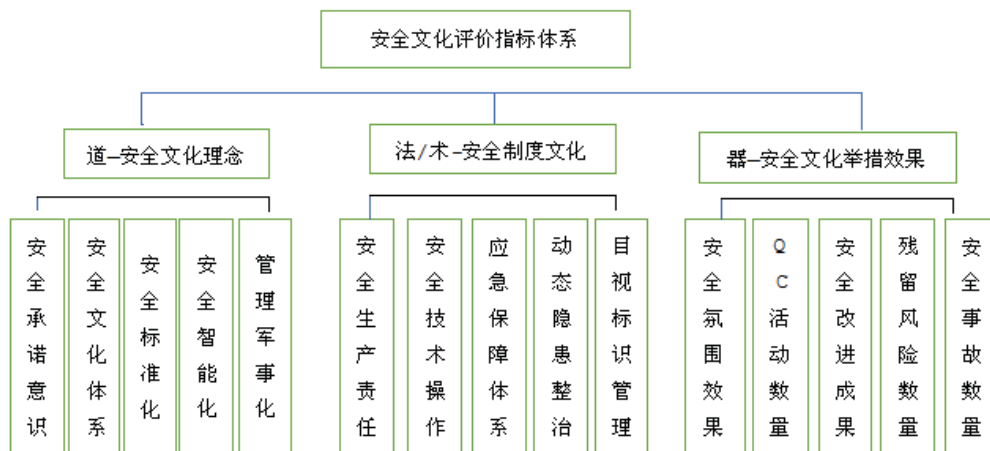 安全文化评价指标体系
道—安全文化理念
法/术-安全制度文化
器—安全文化举措效果
安全承诺意识
安全文化体系
安全标准化
安全智能化
管理军事化
安全生产责任
安全技术操作
应急保障体系
动态隐患整治
目视标识管理
安全氛围效果
QC活动数量
安全改进成果
残留风险数量
安全事故数量